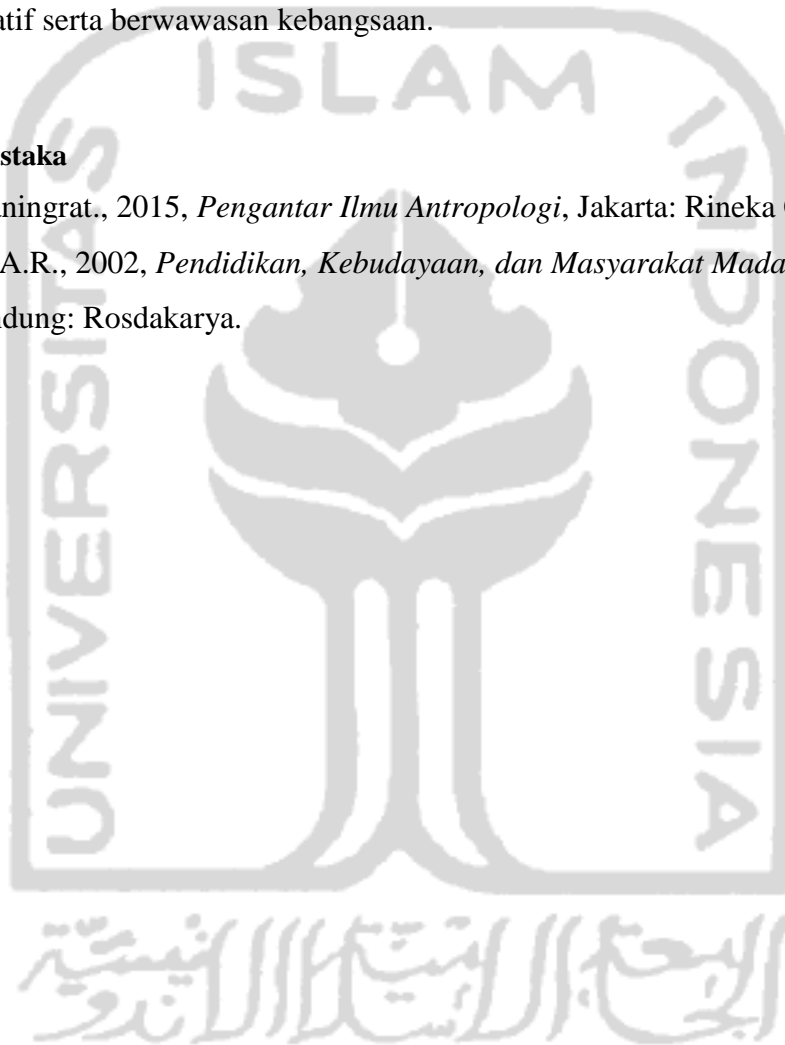 atif serta berwawasan kebangsaan.
staka
aningrat., 2015, Pengantar Ilmu Antropologi, Jakarta: Rineka
A.R., 2002, Pendidikan, Kebudayaan, dan Masyarakat Mada
ndung: Rosdakarya.
UNIVERSITAS
ISLAM
INDONESIA